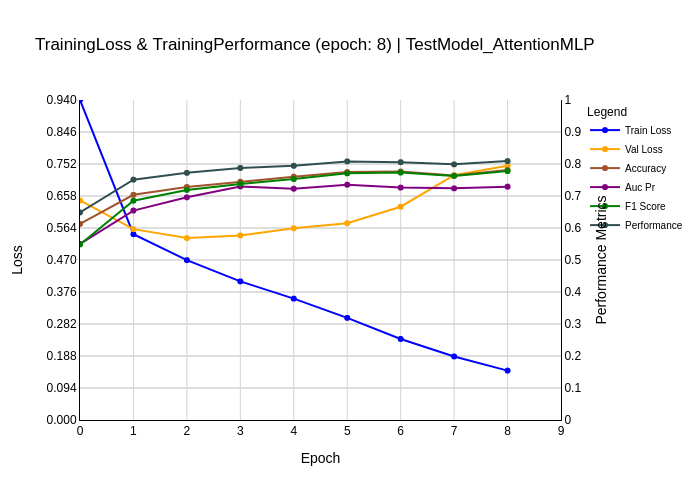 TrainingLoss & TrainingPerformance (epoch: 8) | TestModel_AttentionMLP
Loss
0.940
0.846
0.752
0.658
0.564
0.470
0.376
0.282
0.188
0.094
0.000
1
0.9
0.8
0.7
0.6
0.5
0.4
0.3
0.2
0.1
0
Performance Metrics
0 1 2 3 4 5 6 7 8 9
Epoch
Legend
Train Loss
Val Loss
Accuracy
Auc Pr
F1 Score
Performance